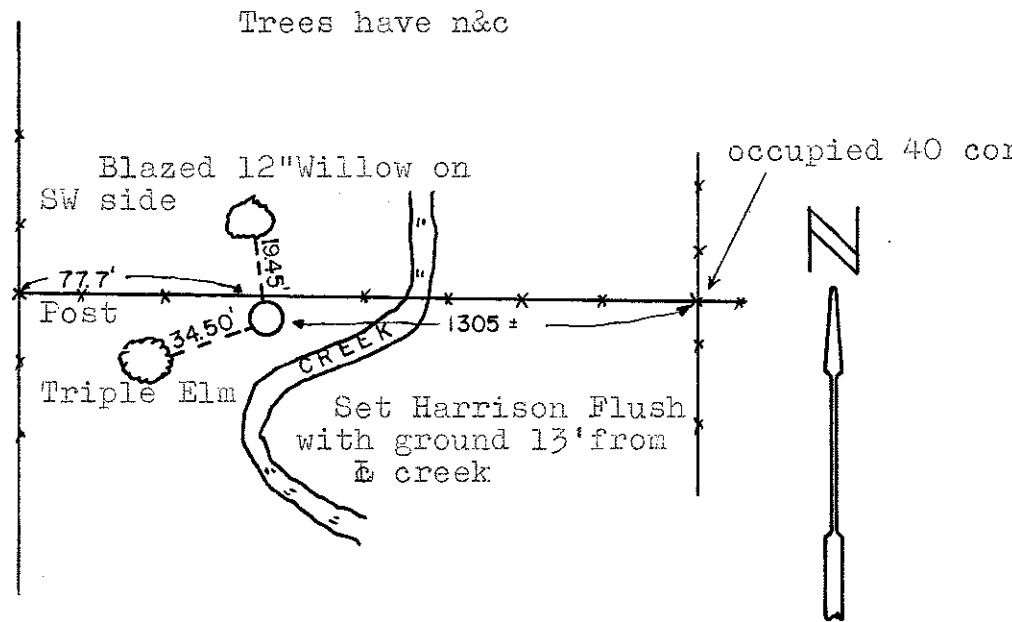 Trees have n&c
occupied 40 cor
Blazed 12"Willow on
SW side
19.45'
77.7'
Post
34.50'
1305 ±
CREEK
Triple Elm
Set Harrison Flush
with ground 13'from
℄ creek
N